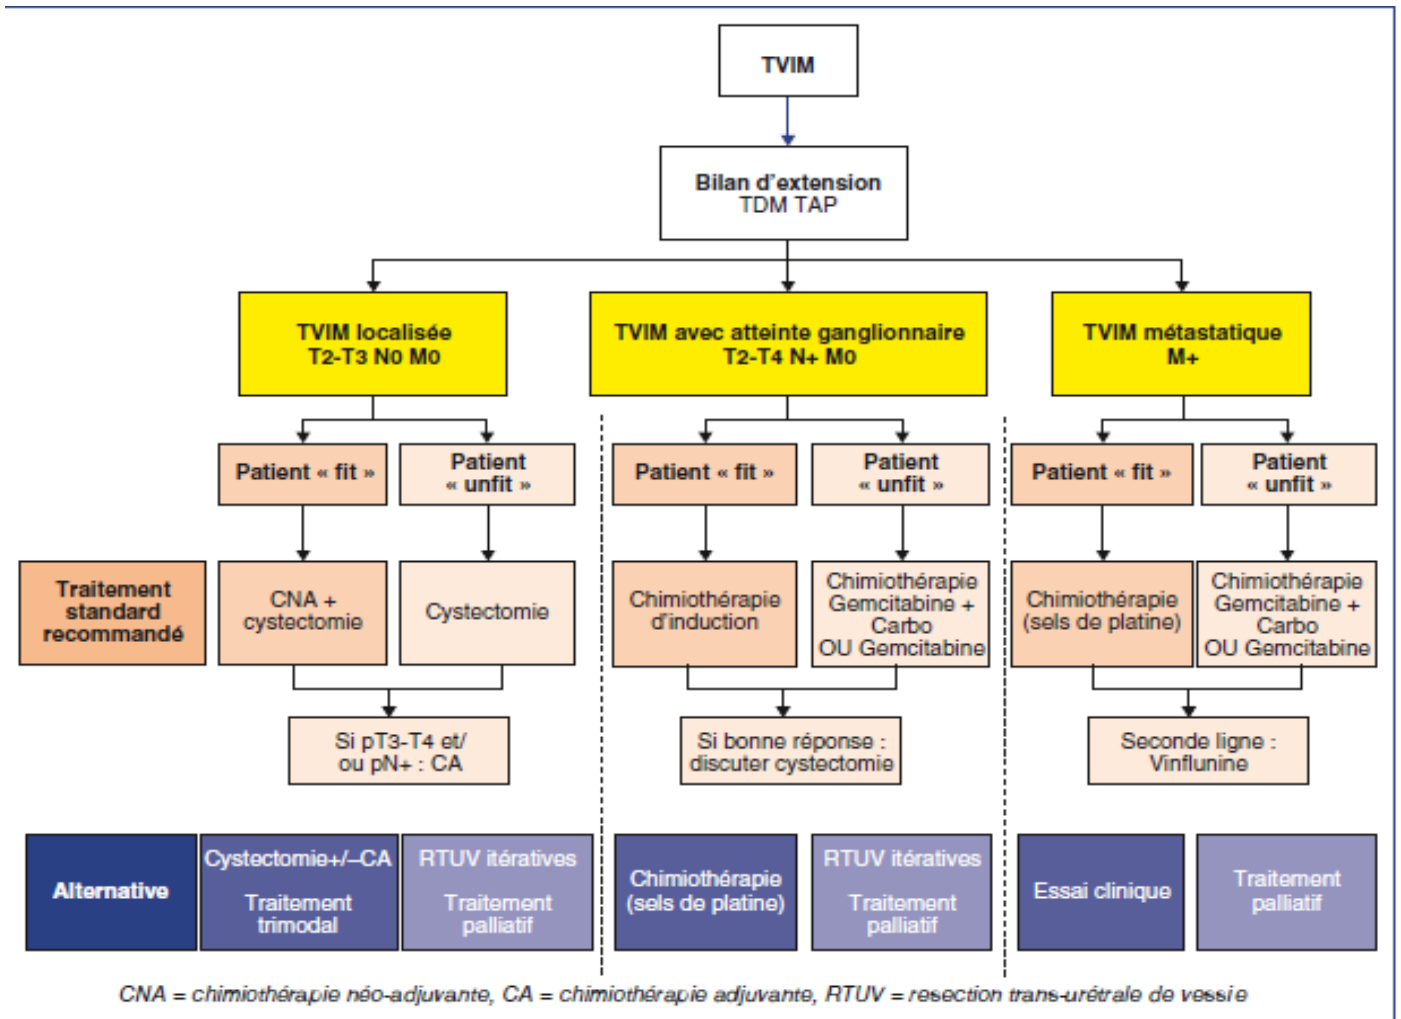 TVIM
Bilan d'extension
TDM TAP
TVIM localisée
T2-T3 N0 M0
TVIM avec atteinte ganglionnaire
T2-T4 N+ M0
TVIM métastatique
M+
Patient « fit »
Patient
« unfit »
Patient « fit »
Patient
« unfit »
Patient « fit »
Patient
« unfit »
Traitement
standard
recommandé
CNA +
cystectomie
Cystectomie
Chimiothérapie
d'induction
Chimiothérapie
Gemcitabine +
Carbo
OU Gemcitabine
Chimiothérapie
(sels de platine)
Chimiothérapie
Gemcitabine +
Carbo
OU Gemcitabine
Si pT3-T4 et/
ou pN+ : CA
Si bonne réponse :
discuter cystectomie
Seconde ligne :
Vinflunine
Alternative
Cystectomie+/–CA
Traitement
trimodal
RTUV itératives
Traitement
palliatif
Chimiothérapie
(sels de platine)
RTUV itératives
Traitement
palliatif
Essai clinique
Traitement
palliatif
CNA = chimiothérapie néo-adjuvante, CA = chimiothérapie adjuvante, RTUV = resection trans-urétrale de vessie